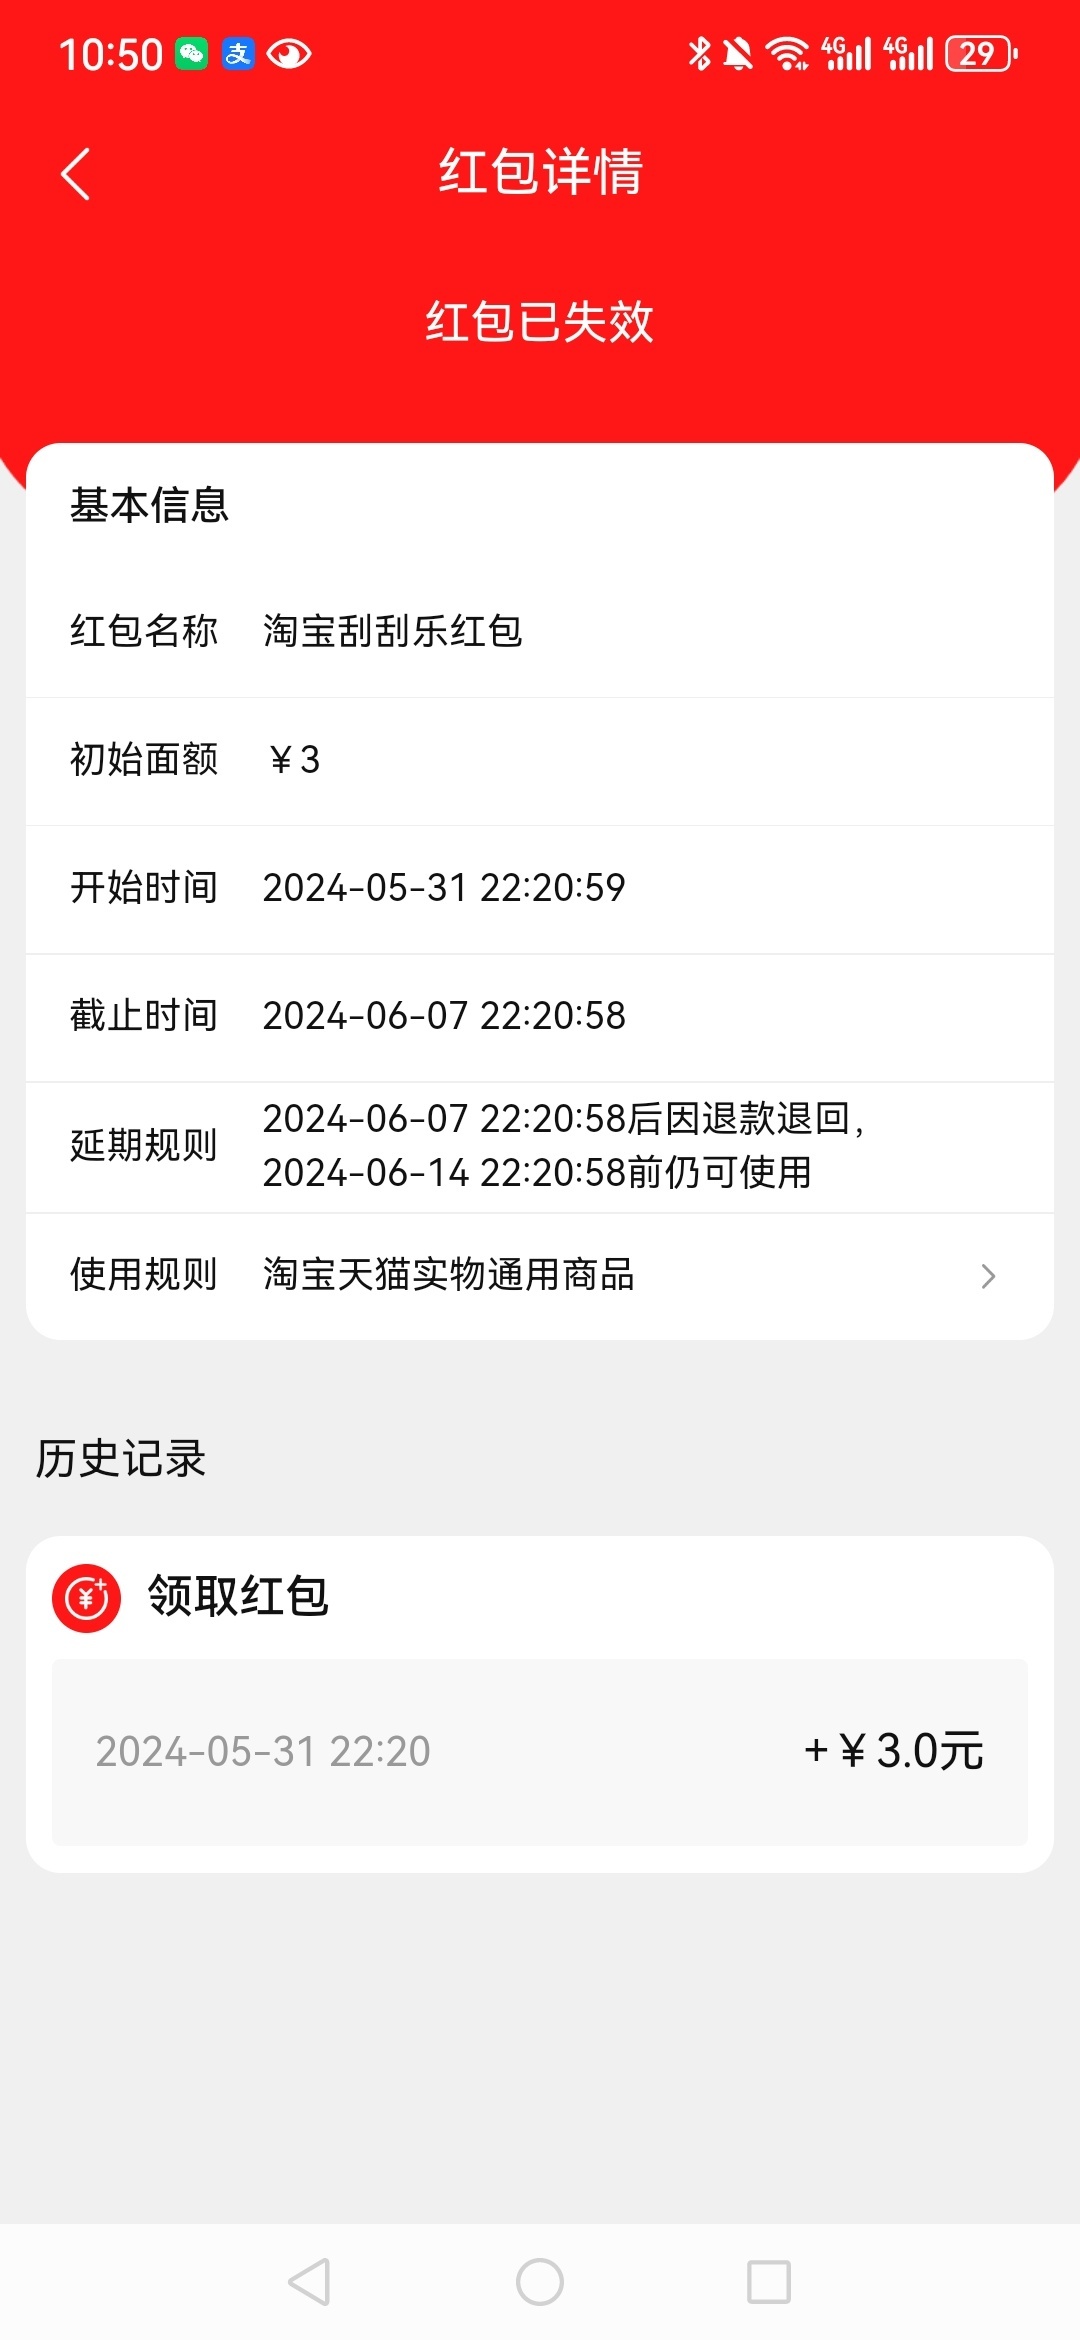 10:50 支 4G 4G 29
红包详情
红包已失效
基本信息
红包名称 淘宝刮刮乐红包
初始面额 ¥3
开始时间 2024-05-31 22:20:59
截止时间 2024-06-07 22:20:58
延期规则 2024-06-07 22:20:58后因退款退回，
2024-06-14 22:20:58前仍可使用
使用规则 淘宝天猫实物通用商品
历史记录
¥+ 领取红包
2024-05-31 22:20 +¥3.0元